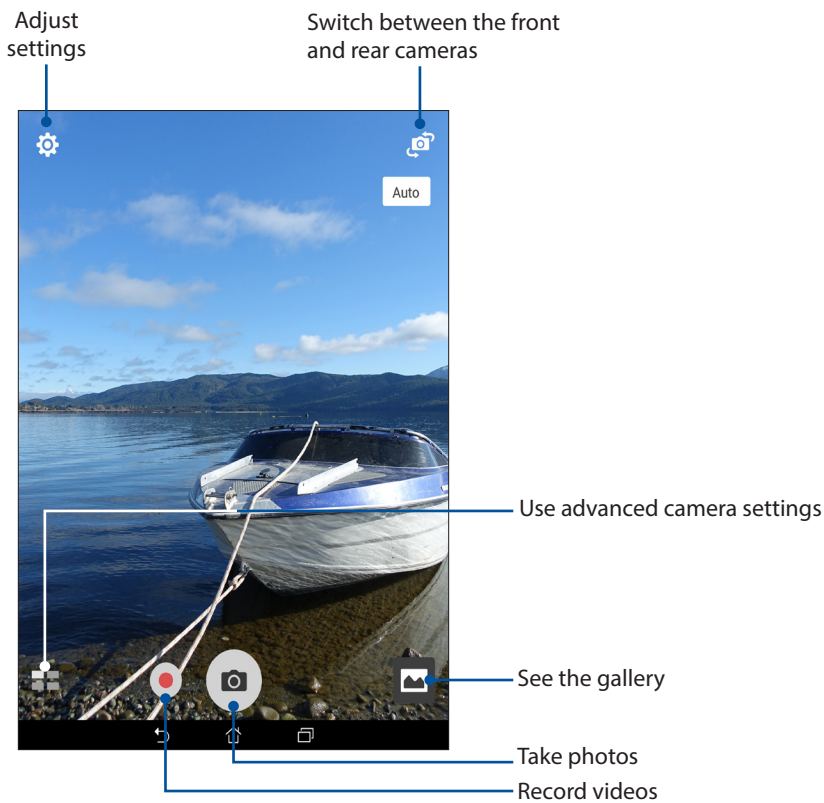 Adjust
settings
Switch between the front
and rear cameras
Auto
Use advanced camera settings
See the gallery
Take photos
Record videos